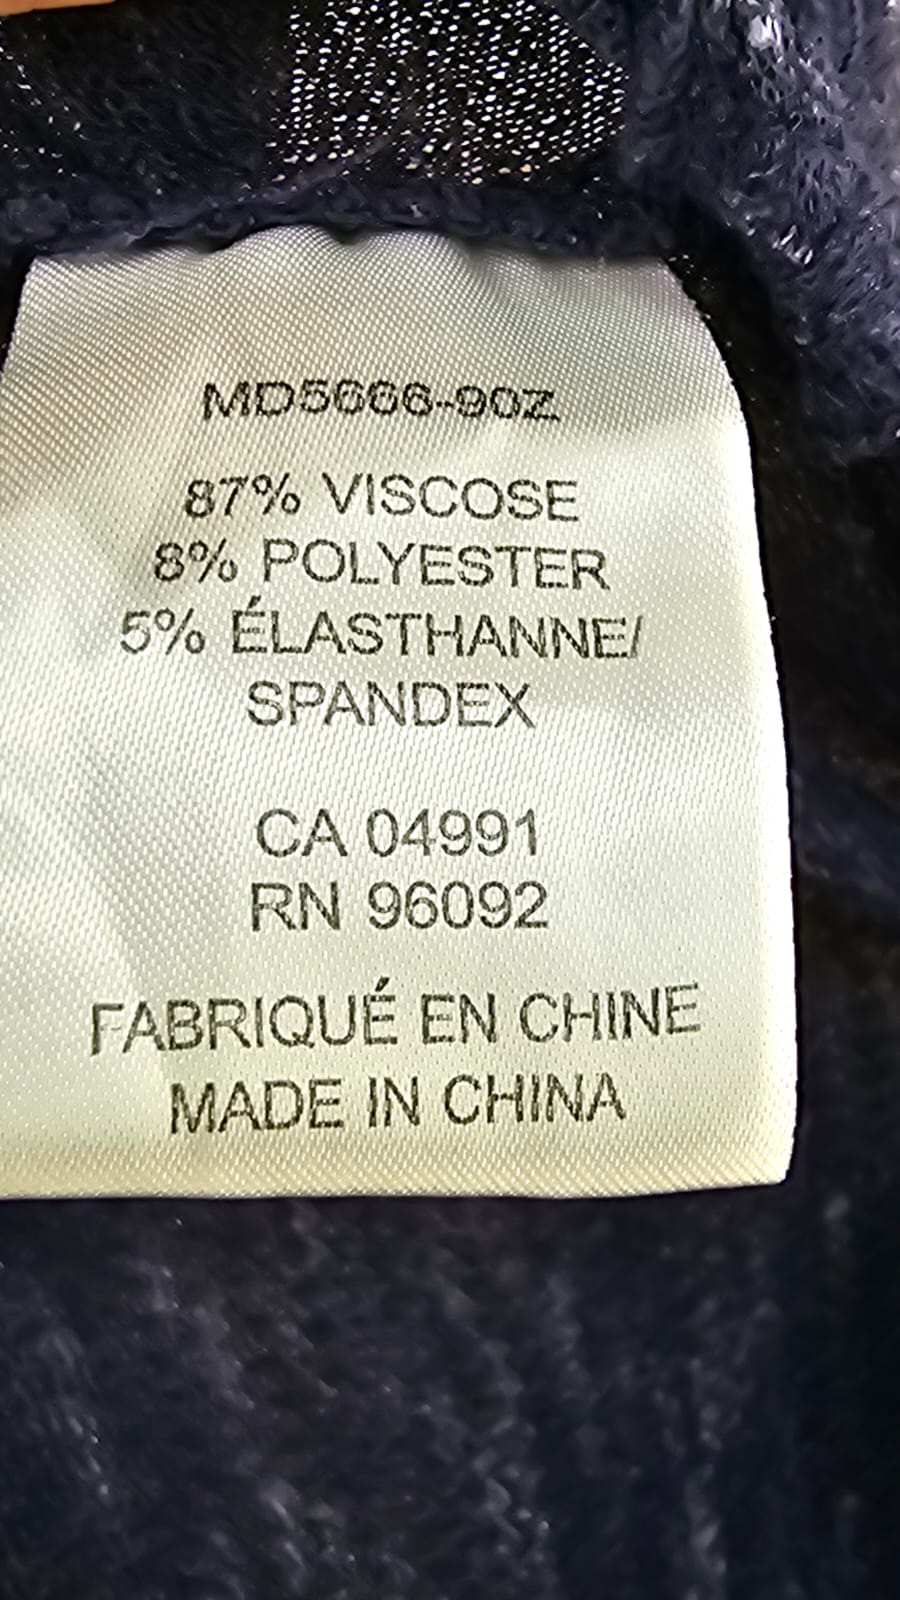 MD5666-90Z
87% VISCOSE
8% POLYESTER
5% ÉLASTHANNE/
SPANDEX
CA 04991
RN 96092
FABRIQUÉ EN CHINE
MADE IN CHINA